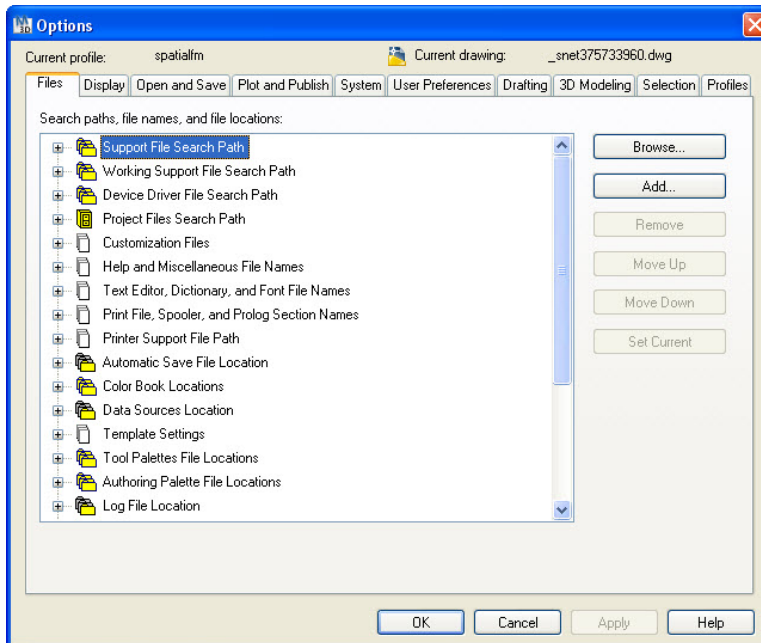 Options
Current profile: spatialfm Current drawing: _snet375733960.dwg
Files Display Open and Save Plot and Publish System User Preferences Drafting 3D Modeling Selection Profiles
Search paths, file names, and file locations:
Support File Search Path
Working Support File Search Path
Device Driver File Search Path
Project Files Search Path
Customization Files
Help and Miscellaneous File Names
Text Editor, Dictionary, and Font File Names
Print File, Spooler, and Prolog Section Names
Printer Support File Path
Automatic Save File Location
Color Book Locations
Data Sources Location
Template Settings
Tool Palettes File Locations
Authoring Palette File Locations
Log File Location
Browse...
Add...
Remove
Move Up
Move Down
Set Current
OK Cancel Apply Help